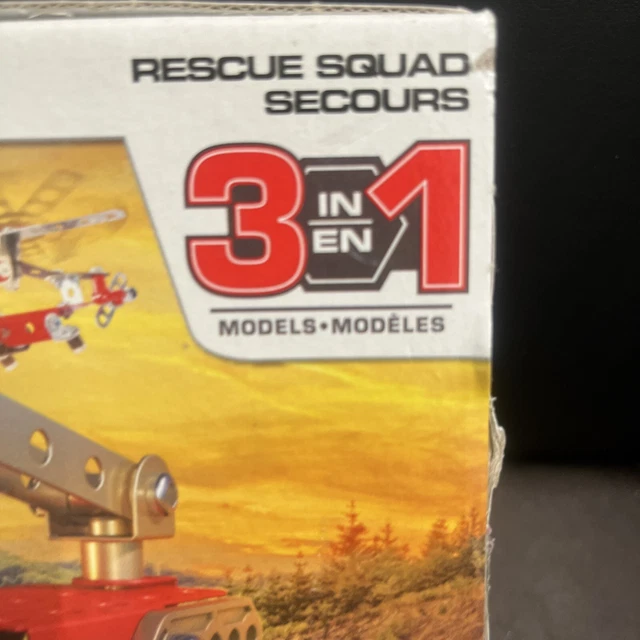 RESCUE SQUAD
SECOURS
3 IN 1
EN
MODELS•MODÈLES